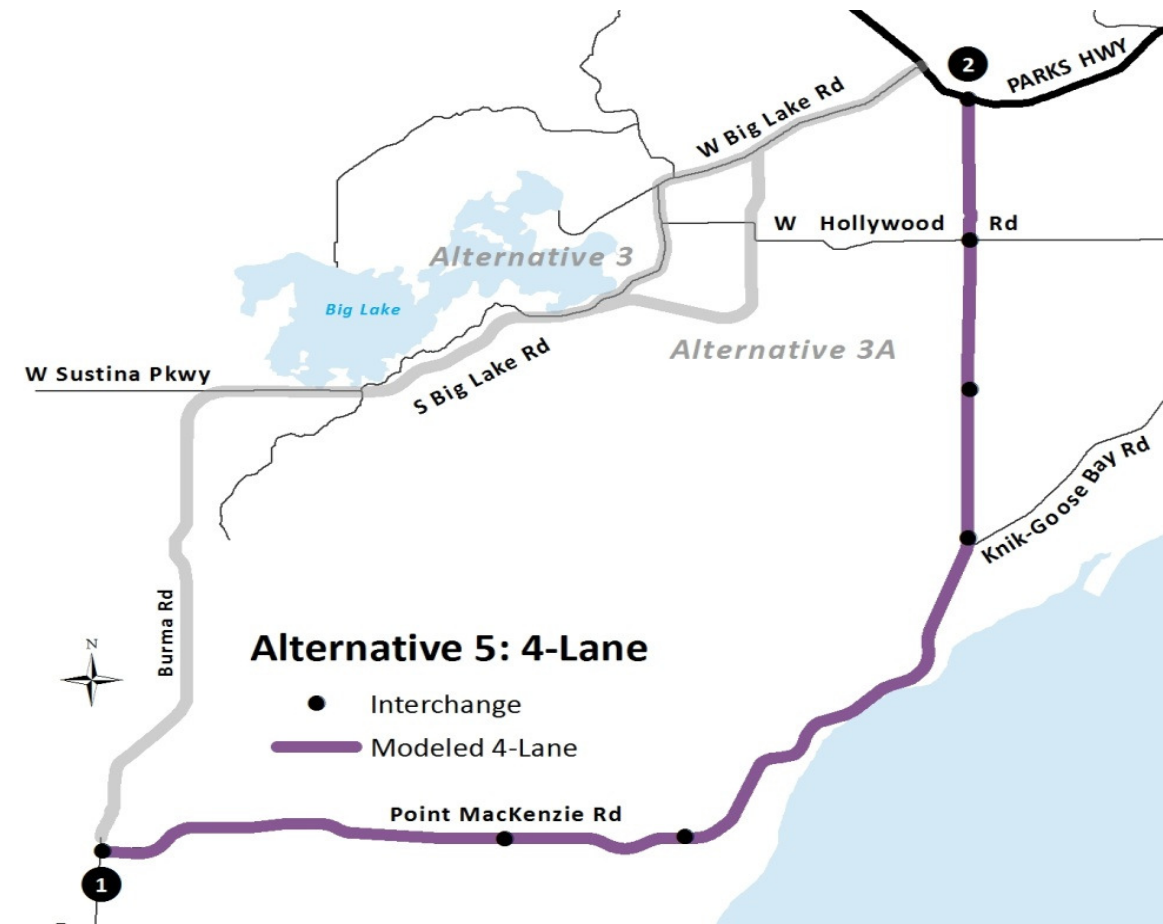 2
PARKS HWY
W Big Lake Rd
W Hollywood Rd
Alternative 3
Big Lake
Alternative 3A
W Sustina Pkwy
S Big Lake Rd
Knik-Goose Bay Rd
Burma Rd
N
Alternative 5: 4-Lane
Interchange
Modeled 4-Lane
Point MacKenzie Rd
1